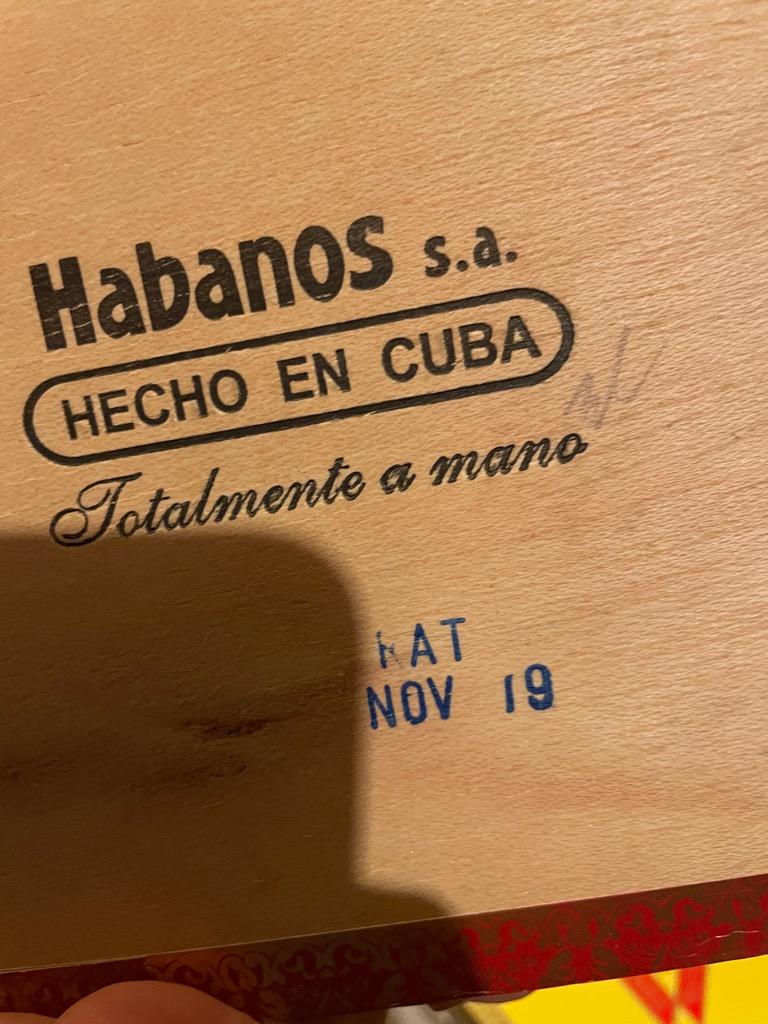 Habanos s.a.
HECHO EN CUBA
Totalmente a mano
NOV 19